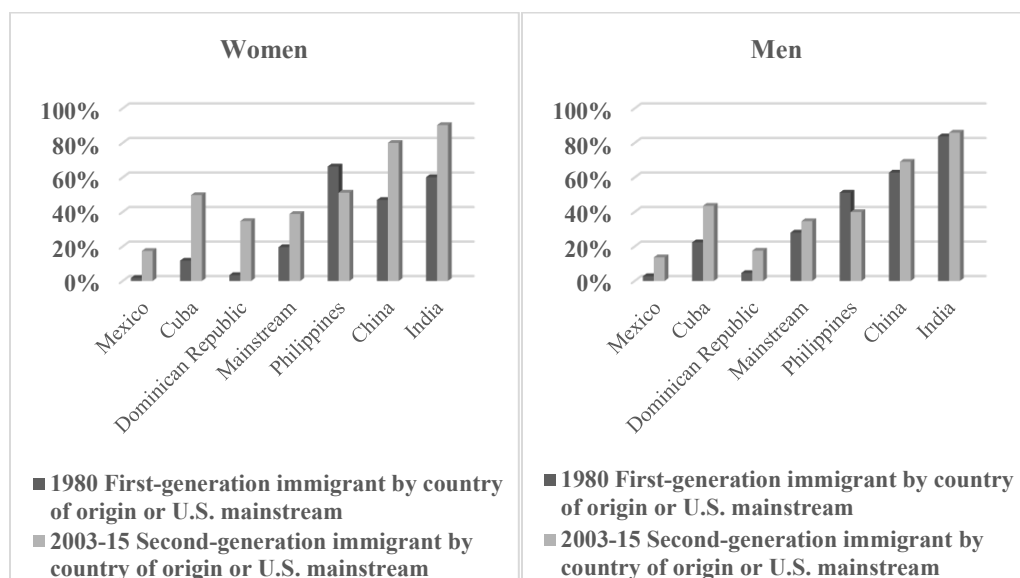 Women
100%
80%
60%
40%
20%
0%
Mexico
Cuba
Dominican Republic
Mainstream
Philippines
China
India
1980 First-generation immigrant by country
of origin or U.S. mainstream
2003-15 Second-generation immigrant by
country of origin or U.S. mainstream
Men
100%
80%
60%
40%
20%
0%
Mexico
Cuba
Dominican Republic
Mainstream
Philippines
China
India
1980 First-generation immigrant by country
of origin or U.S. mainstream
2003-15 Second-generation immigrant by
country of origin or U.S. mainstream